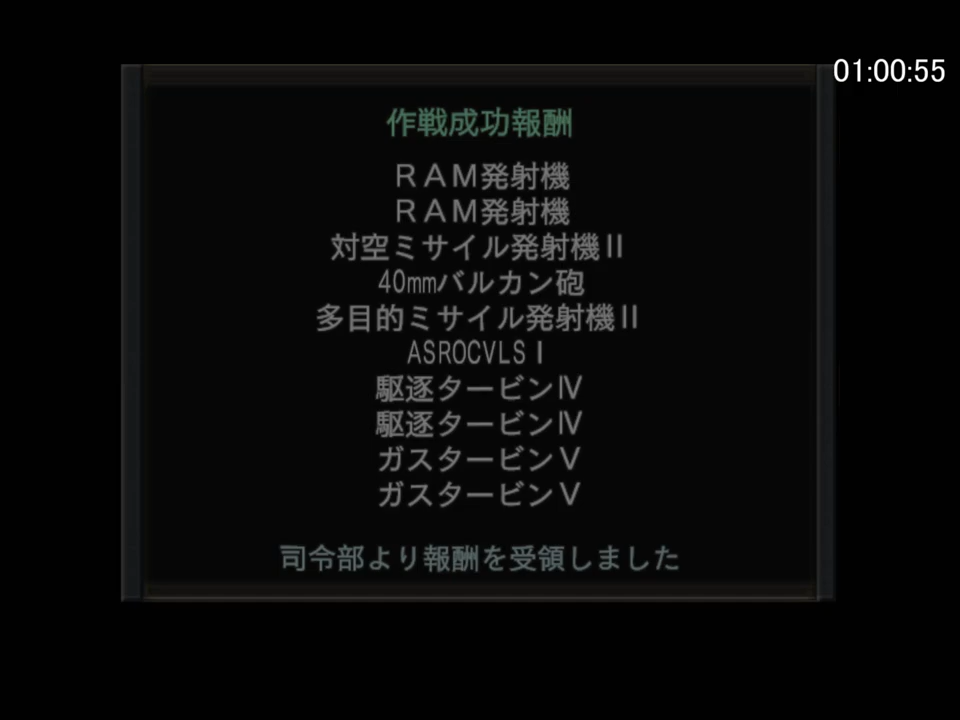 01:00:55
作戦成功報酬
ＲＡＭ発射機
ＲＡＭ発射機
対空ミサイル発射機Ⅱ
40mmバルカン砲
多目的ミサイル発射機Ⅱ
ASROCVLSⅠ
駆逐タービンⅣ
駆逐タービンⅣ
ガスタービンⅤ
ガスタービンⅤ
司令部より報酬を受領しました